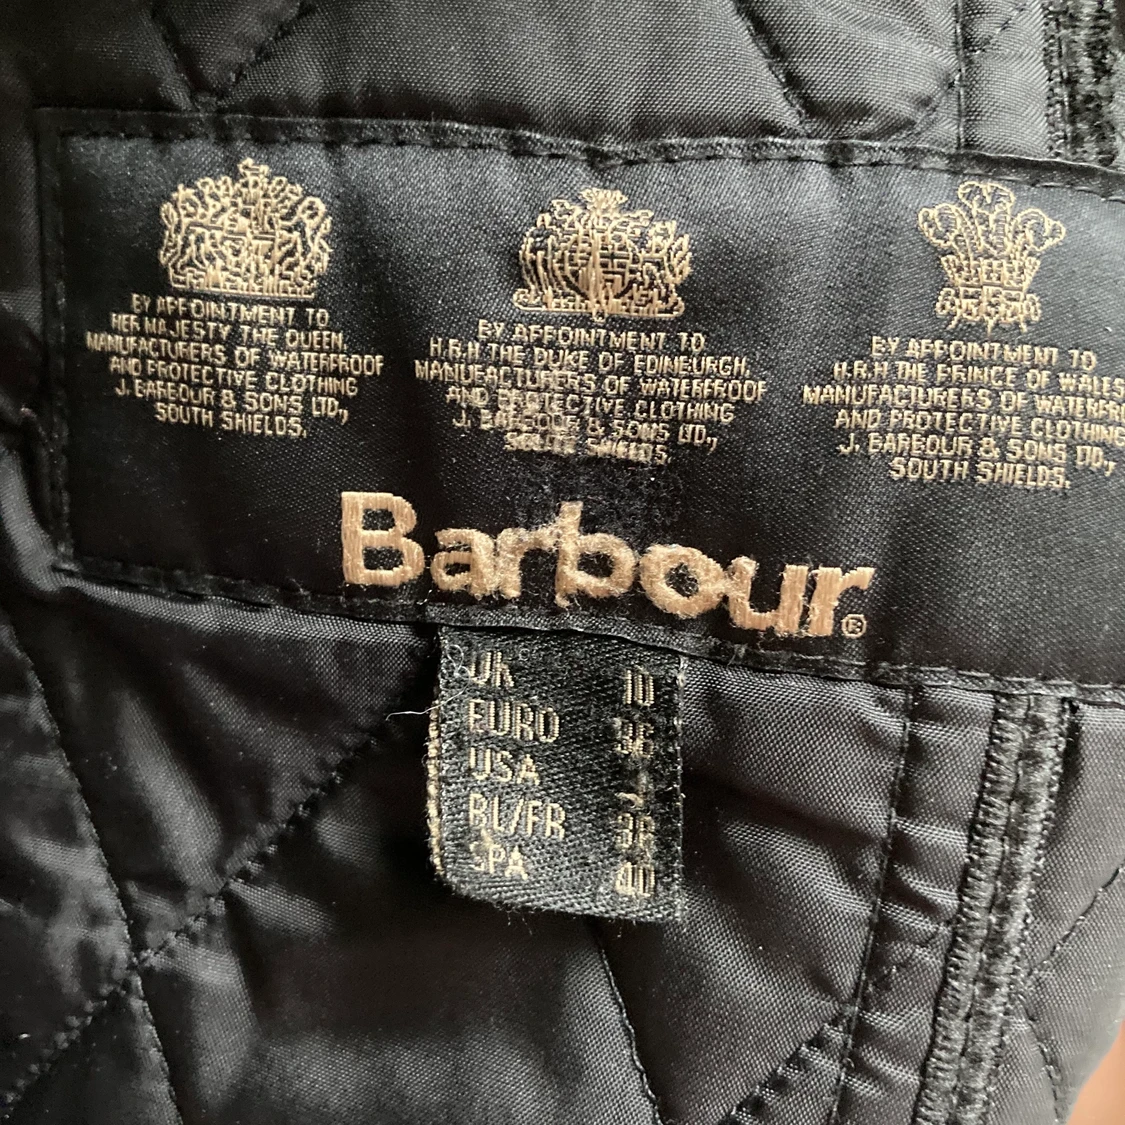 BY APPOINTMENT TO
HER MAJESTY THE QUEEN,
MANUFACTURERS OF WATERPROOF
AND PROTECTIVE CLOTHING
J. BARBOUR & SONS LTD.,
SOUTH SHIELDS.
BY APPOINTMENT TO
H.R.H. THE DUKE OF EDINBURGH,
MANUFACTURERS OF WATERPROOF
AND PROTECTIVE CLOTHING
J. BARBOUR & SONS LTD.,
SOUTH SHIELDS.
BY APPOINTMENT TO
H.R.H THE PRINCE OF WALES
MANUFACTURERS OF WATERPR
AND PROTECTIVE CLOTHING
J. BARBOUR & SONS LTD.,
SOUTH SHIELDS.
Barbour®
UK 10
EURO 36
USA
BL/FR 38
SPA 40